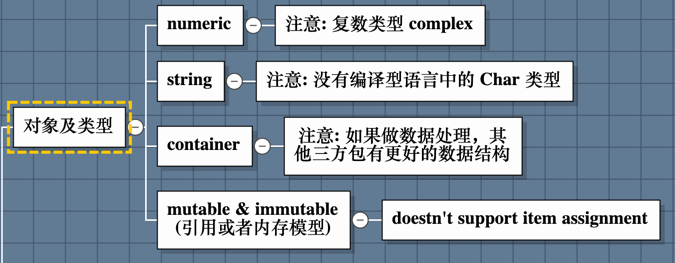 numeric
注意: 复数类型 complex
string
注意: 没有编译型语言中的 Char 类型
对象及类型
container
注意: 如果做数据处理，其
他三方包有更好的数据结构
mutable & immutable
(引用或者内存模型)
doestn't support item assignment